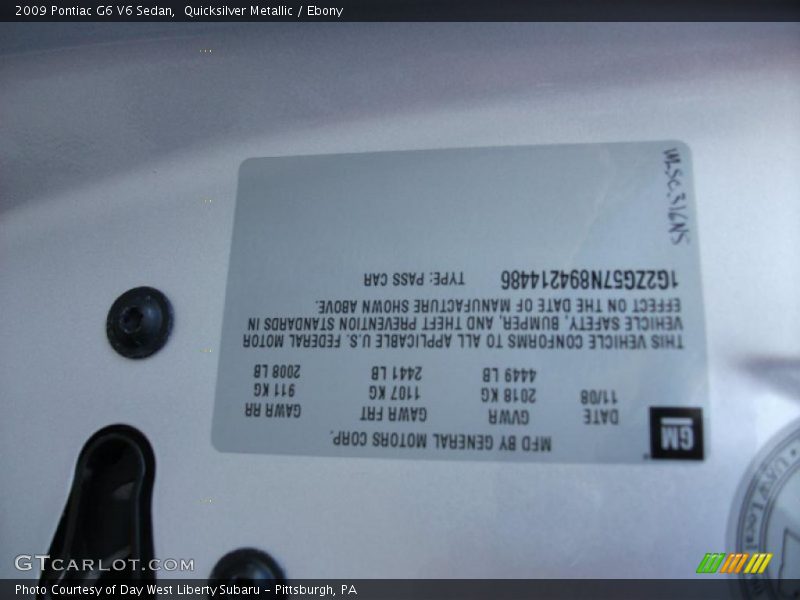 2009 Pontiac G6 V6 Sedan, Quicksilver Metallic / Ebony
GM
MFD BY GENERAL MOTORS CORP.
DATE GVWR GAWR FRT GAWR RR
11/08 2018 KG 1107 KG 911 KG
4449 LB 2441 LB 2008 LB
THIS VEHICLE CONFORMS TO ALL APPLICABLE U.S. FEDERAL MOTOR
VEHICLE SAFETY, BUMPER, AND THEFT PREVENTION STANDARDS IN
EFFECT ON THE DATE OF MANUFACTURE SHOWN ABOVE.
1G2ZG57N894214486 TYPE: PASS CAR
GTcarlot.com
Photo Courtesy of Day West Liberty Subaru - Pittsburgh, PA